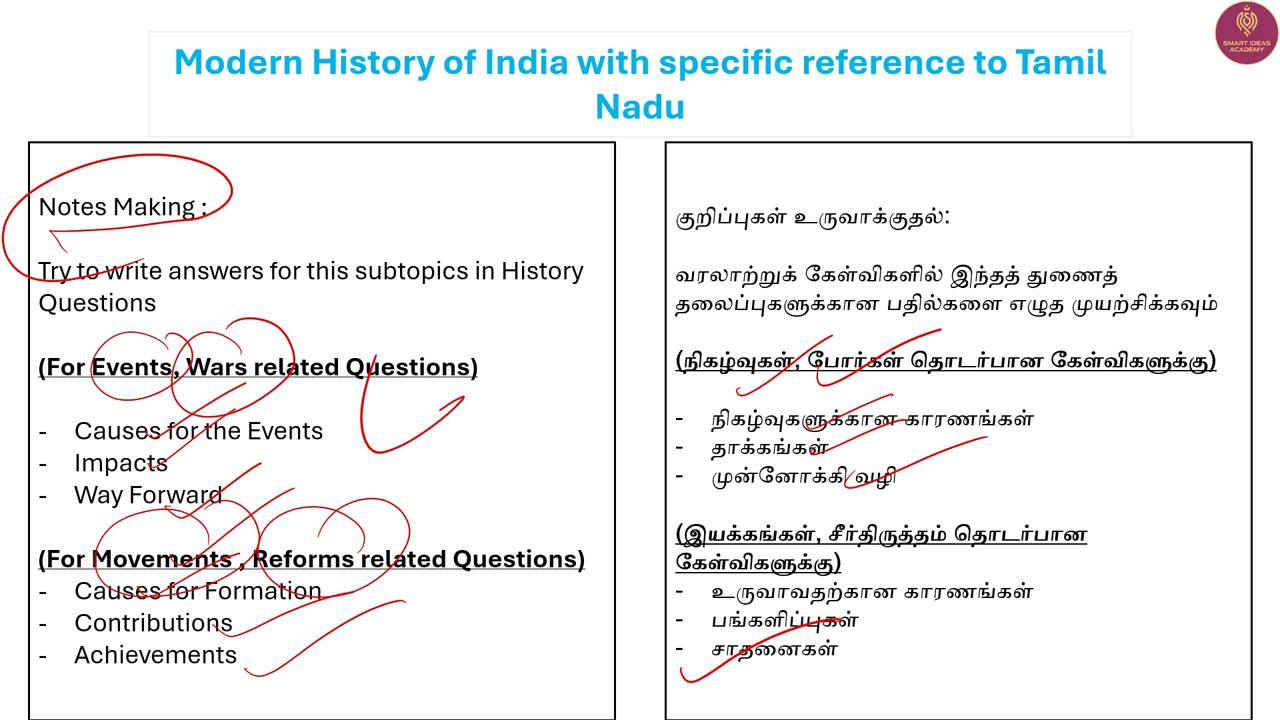 SMART IDEAS
ACADEMY
Modern History of India with specific reference to Tamil
Nadu
Notes Making :
Try to write answers for this subtopics in History
Questions
(For Events, Wars related Questions)
- Causes for the Events
- Impacts
- Way Forward
(For Movements , Reforms related Questions)
- Causes for Formation
- Contributions
- Achievements
குறிப்புகள் உருவாக்குதல்:
வரலாற்றுக் கேள்விகளில் இந்தத் துணைத்
தலைப்புகளுக்கான பதில்களை எழுத முயற்சிக்கவும்
(நிகழ்வுகள், போர்கள் தொடர்பான கேள்விகளுக்கு)
- நிகழ்வுகளுக்கான காரணங்கள்
- தாக்கங்கள்
- முன்னோக்கி வழி
(இயக்கங்கள், சீர்திருத்தம் தொடர்பான
கேள்விகளுக்கு)
- உருவாவதற்கான காரணங்கள்
- பங்களிப்புகள்
- சாதனைகள்